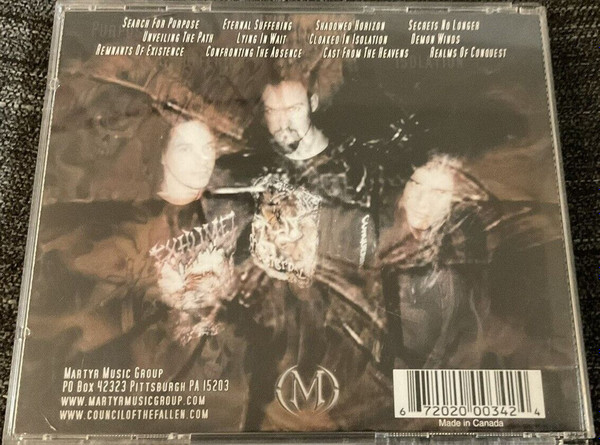 Search For Purpose Eternal Suffering Shadowed Horizon Secrets No Longer
Unveiling The Path Lying In Wait Cloaked In Isolation Demon Winds
Remnants Of Existence Confronting The Absence Cast From The Heavens Realms Of Conquest
Martyr Music Group
PO Box 42323 Pittsburgh PA 15203
www.martyrmusicgroup.com
www.councilofthefallen.com
M
6 72020 00342 4
Made in Canada